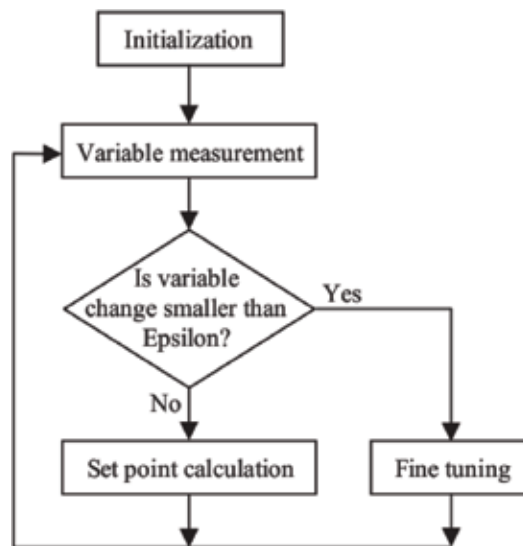 Initialization
Variable measurement
Is variable
change smaller than
Epsilon?
Yes
No
Set point calculation
Fine tuning